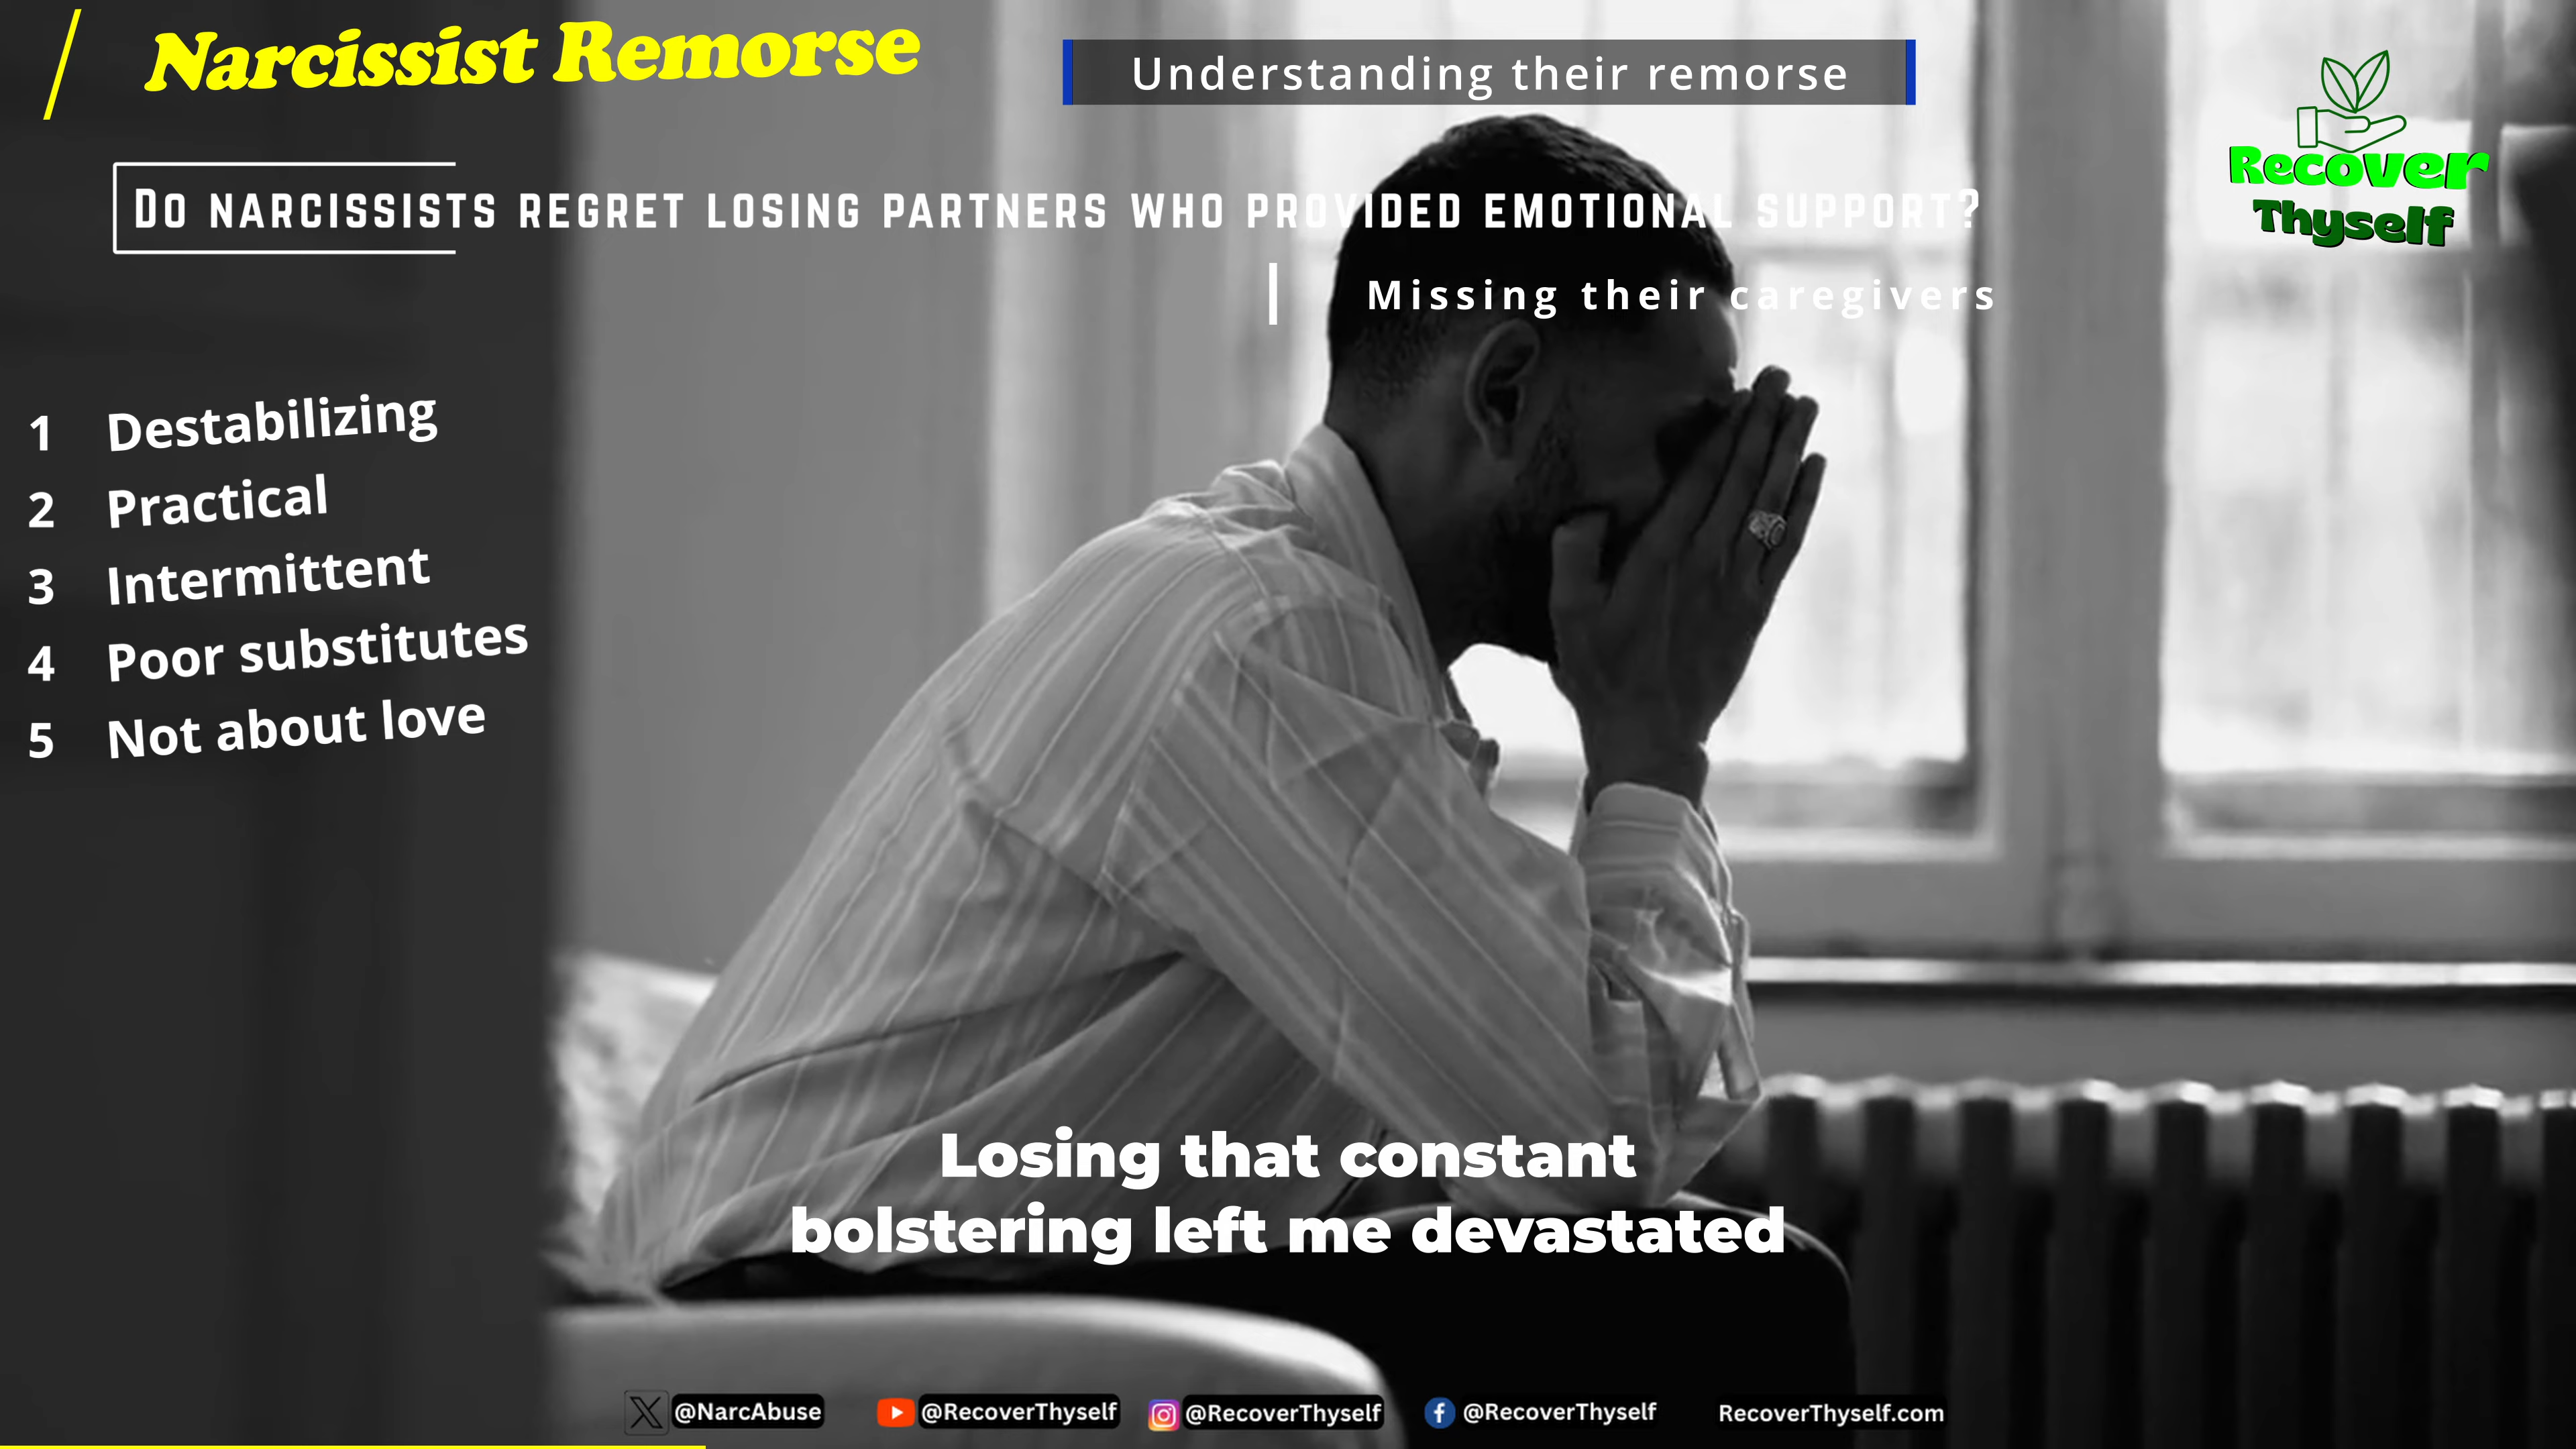 Narcissist Remorse
Understanding their remorse
Recover
Thyself
Do narcissists regret losing partners who provided emotional support?
Missing their caregivers
1 Destabilizing
2 Practical
3 Intermittent
4 Poor substitutes
5 Not about love
Losing that constant
bolstering left me devastated
@NarcAbuse @RecoverThyself @RecoverThyself @RecoverThyself RecoverThyself.com